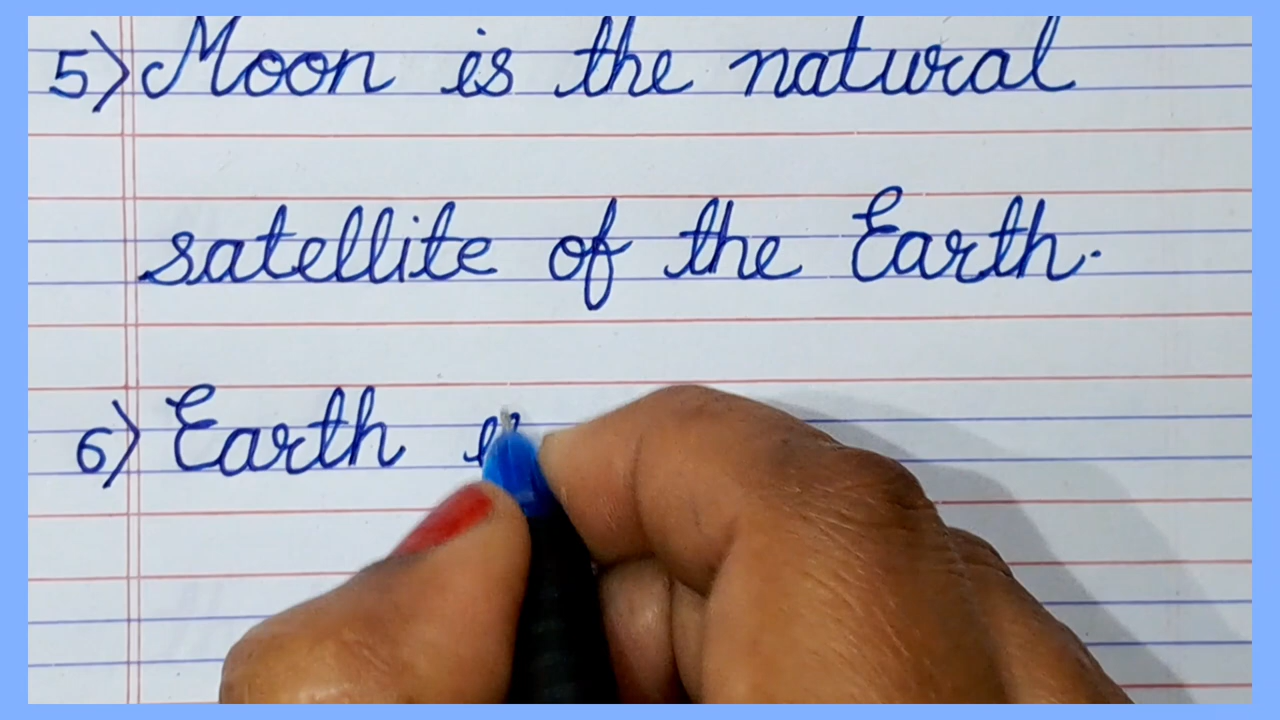 5) Moon is the natural
satellite of the Earth.
6) Earth